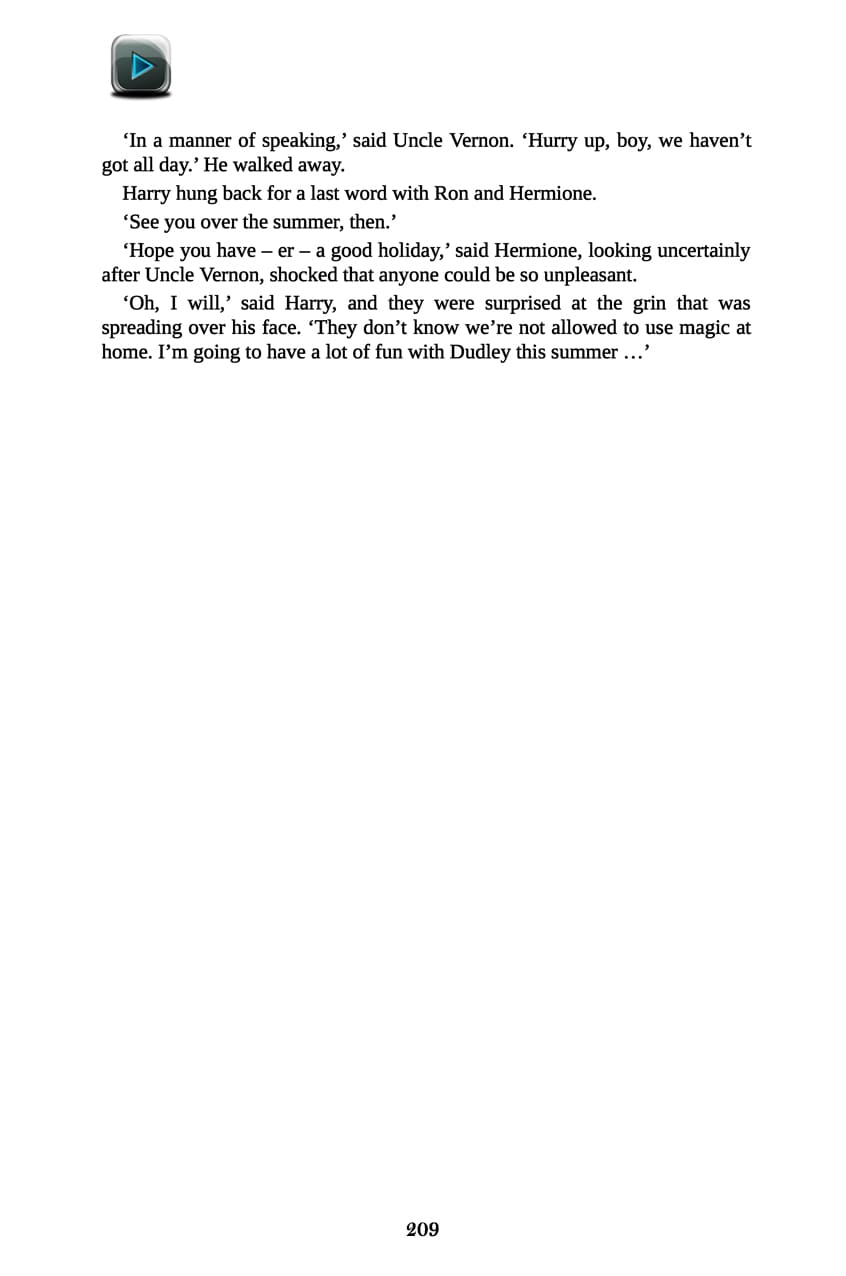 ‘In a manner of speaking,’ said Uncle Vernon. ‘Hurry up, boy, we haven’t
got all day.’ He walked away.
Harry hung back for a last word with Ron and Hermione.
‘See you over the summer, then.’
‘Hope you have – er – a good holiday,’ said Hermione, looking uncertainly
after Uncle Vernon, shocked that anyone could be so unpleasant.
‘Oh, I will,’ said Harry, and they were surprised at the grin that was
spreading over his face. ‘They don’t know we’re not allowed to use magic at
home. I’m going to have a lot of fun with Dudley this summer …’
209